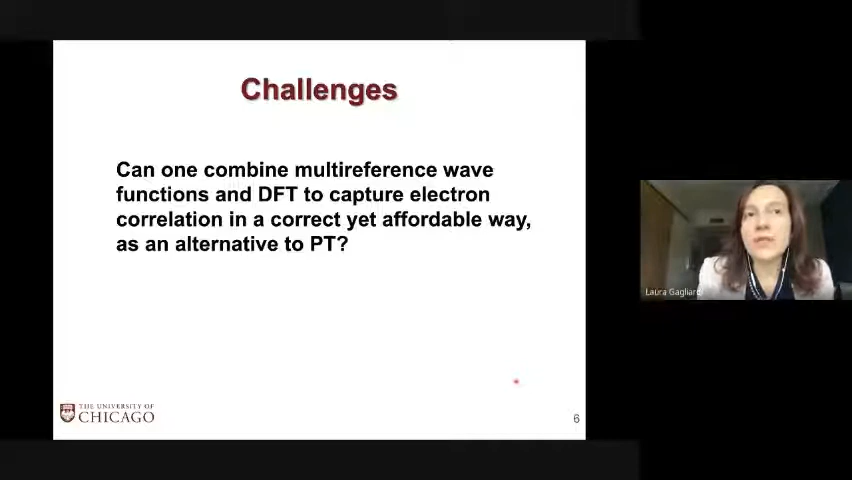 Challenges
Can one combine multireference wave
functions and DFT to capture electron
correlation in a correct yet affordable way,
as an alternative to PT?
Laura Gagliardi
THE UNIVERSITY OF
CHICAGO
6